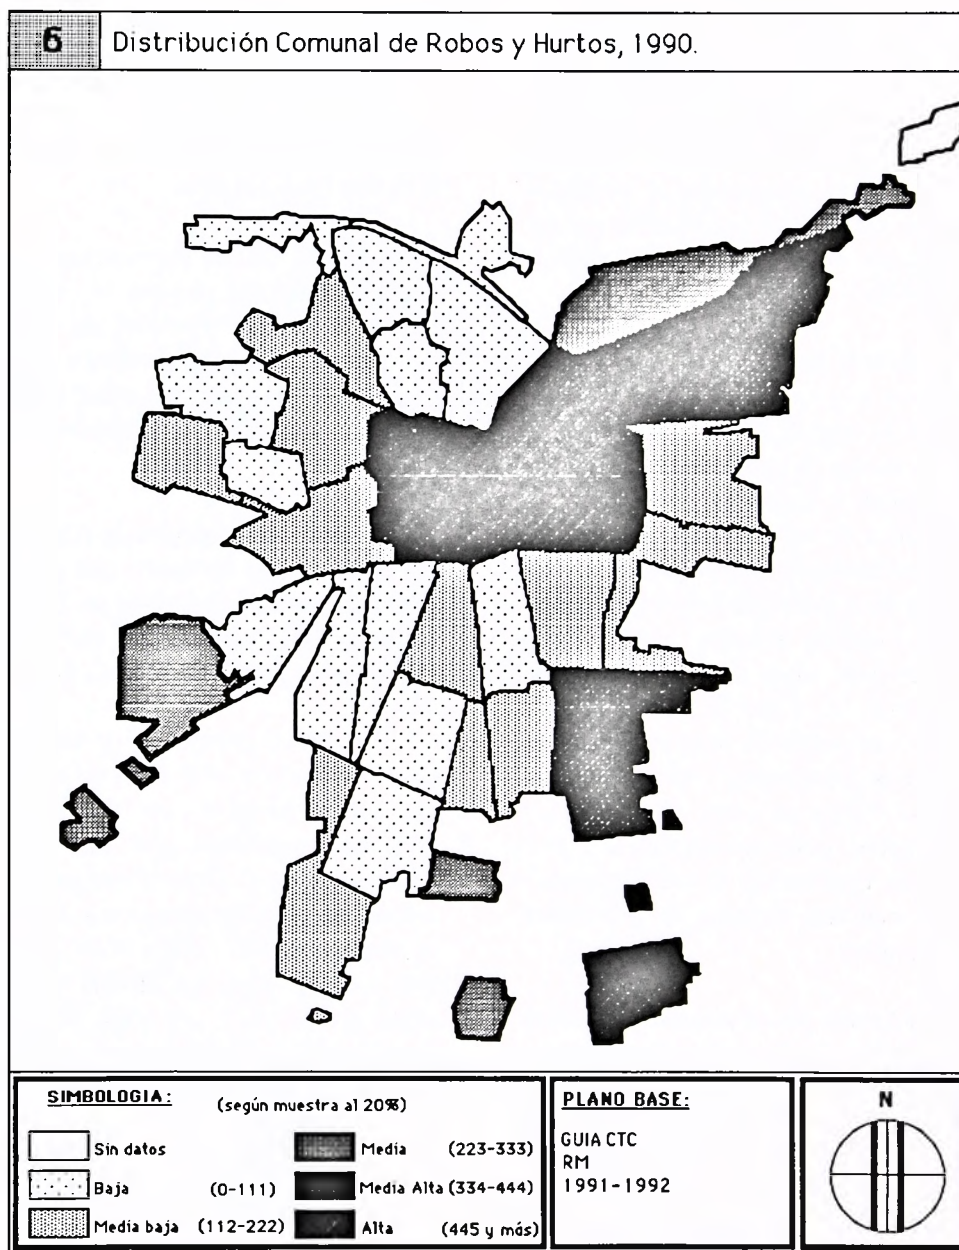 6 Distribución Comunal de Robos y Hurtos, 1990.
SIMBOLOGIA: (según muestra al 20%)
Sin datos
Baja (0-111)
Media baja (112-222)
Media (223-333)
Media Alta (334-444)
Alta (445 y más)
PLANO BASE:
GUIA CTC
RM
1991-1992
N